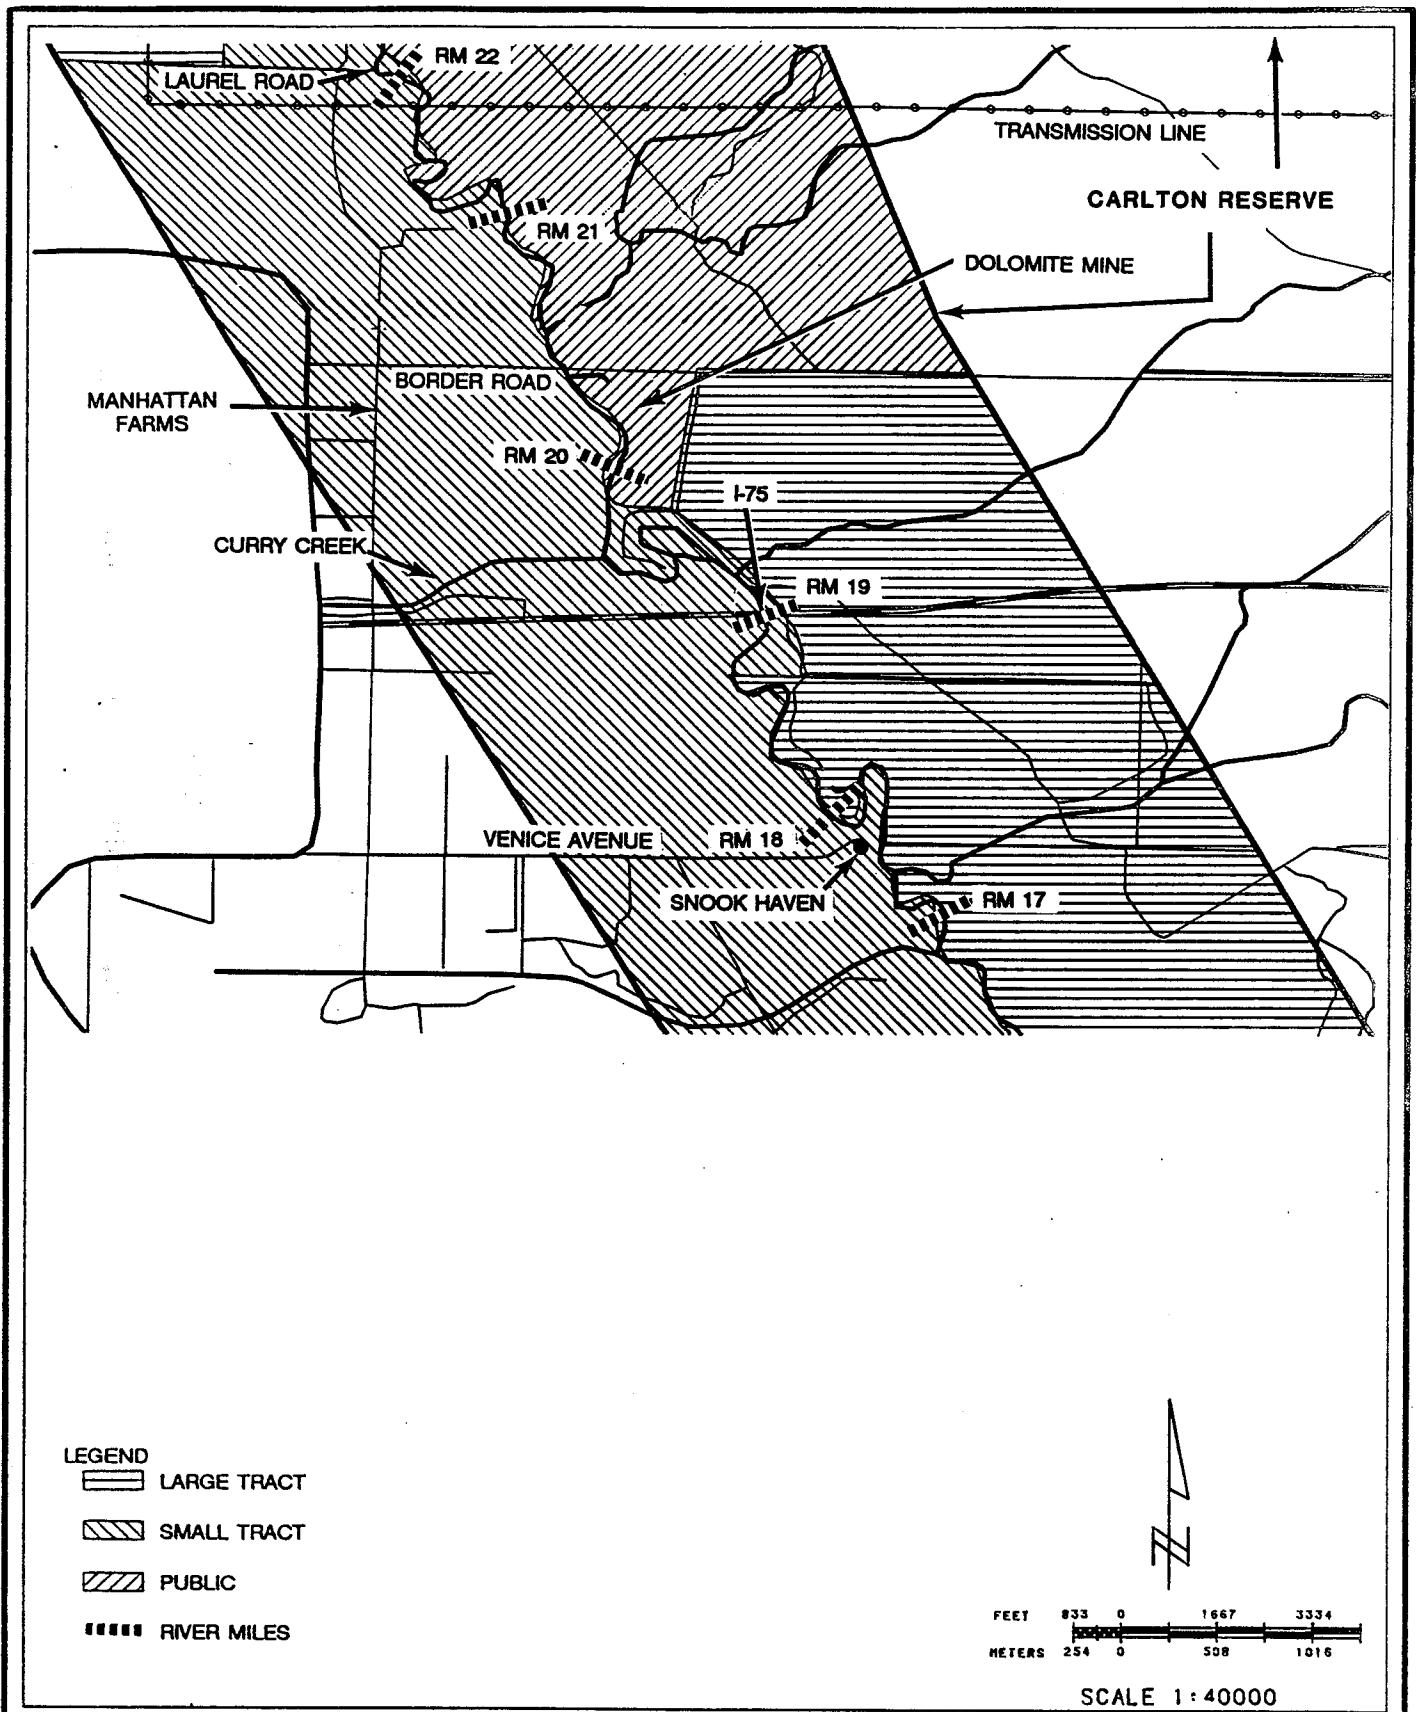 RM 22
LAUREL ROAD
TRANSMISSION LINE
CARLTON RESERVE
RM 21
DOLOMITE MINE
BORDER ROAD
MANHATTAN
FARMS
RM 20
I-75
CURRY CREEK
RM 19
VENICE AVENUE
RM 18
SNOOK HAVEN
RM 17
LEGEND
LARGE TRACT
SMALL TRACT
PUBLIC
RIVER MILES
N
FEET 833 0 1667 3334
METERS 254 0 508 1016
SCALE 1:40000